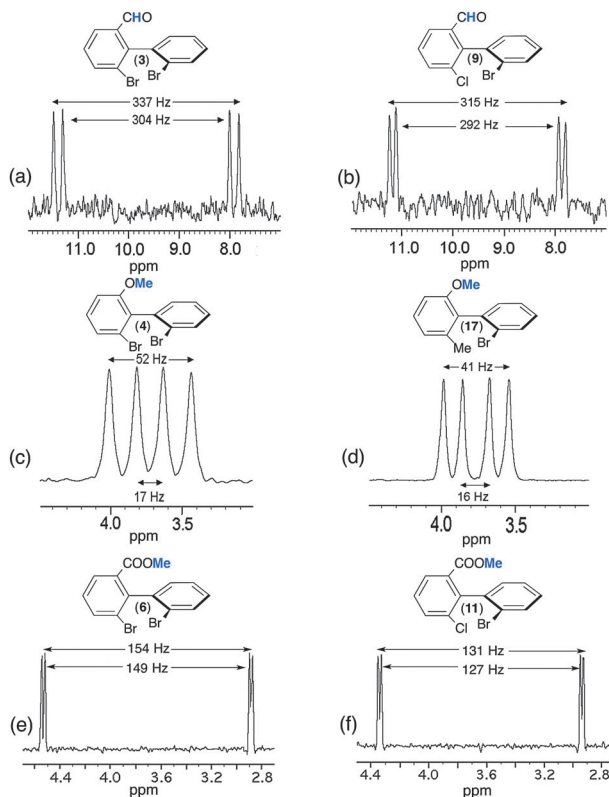 CHO
(3)
Br
Br
337 Hz
304 Hz
(a)
11.0 10.0 9.0 8.0
ppm
CHO
(9)
Cl
Br
315 Hz
292 Hz
(b)
11.0 10.0 9.0 8.0
ppm
OMe
(4)
Br
Br
52 Hz
(c)
17 Hz
4.0 3.5
ppm
OMe
(17)
Me
Br
41 Hz
(d)
16 Hz
4.0 3.5
ppm
COOMe
(6)
Br
Br
154 Hz
149 Hz
(e)
4.4 4.0 3.6 3.2 2.8
ppm
COOMe
(11)
Cl
Br
131 Hz
127 Hz
(f)
4.4 4.0 3.6 3.2 2.8
ppm